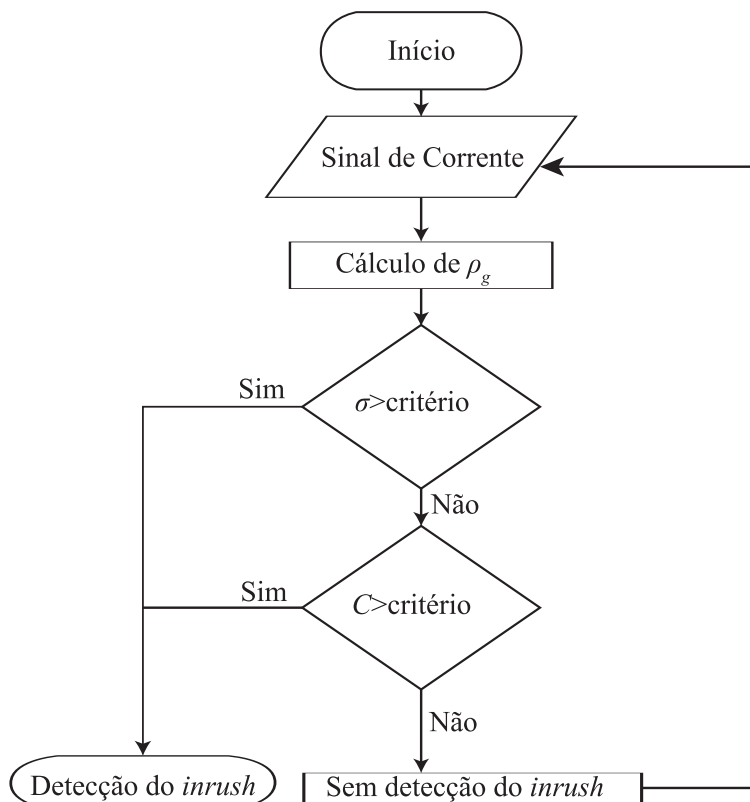 Início
Sinal de Corrente
Cálculo de ρg
Sim
σ>critério
Não
Sim
C>critério
Não
Detecção do inrush
Sem detecção do inrush